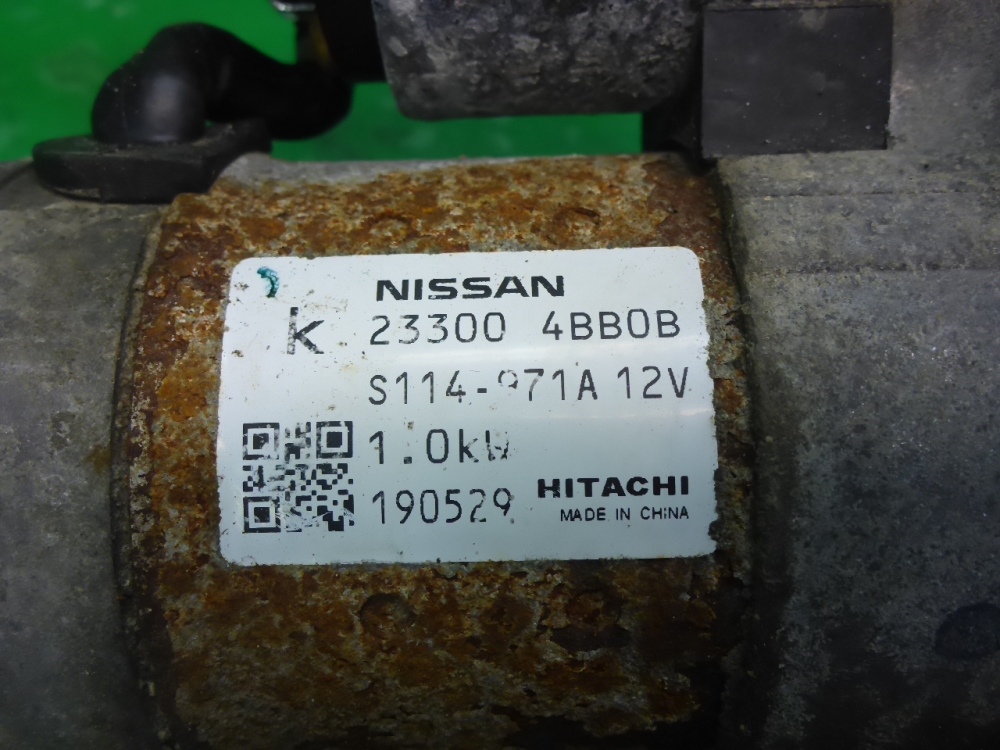 NISSAN
K 23300 4BB0B
S114-971A 12V
1.0kW
190529 HITACHI
MADE IN CHINA